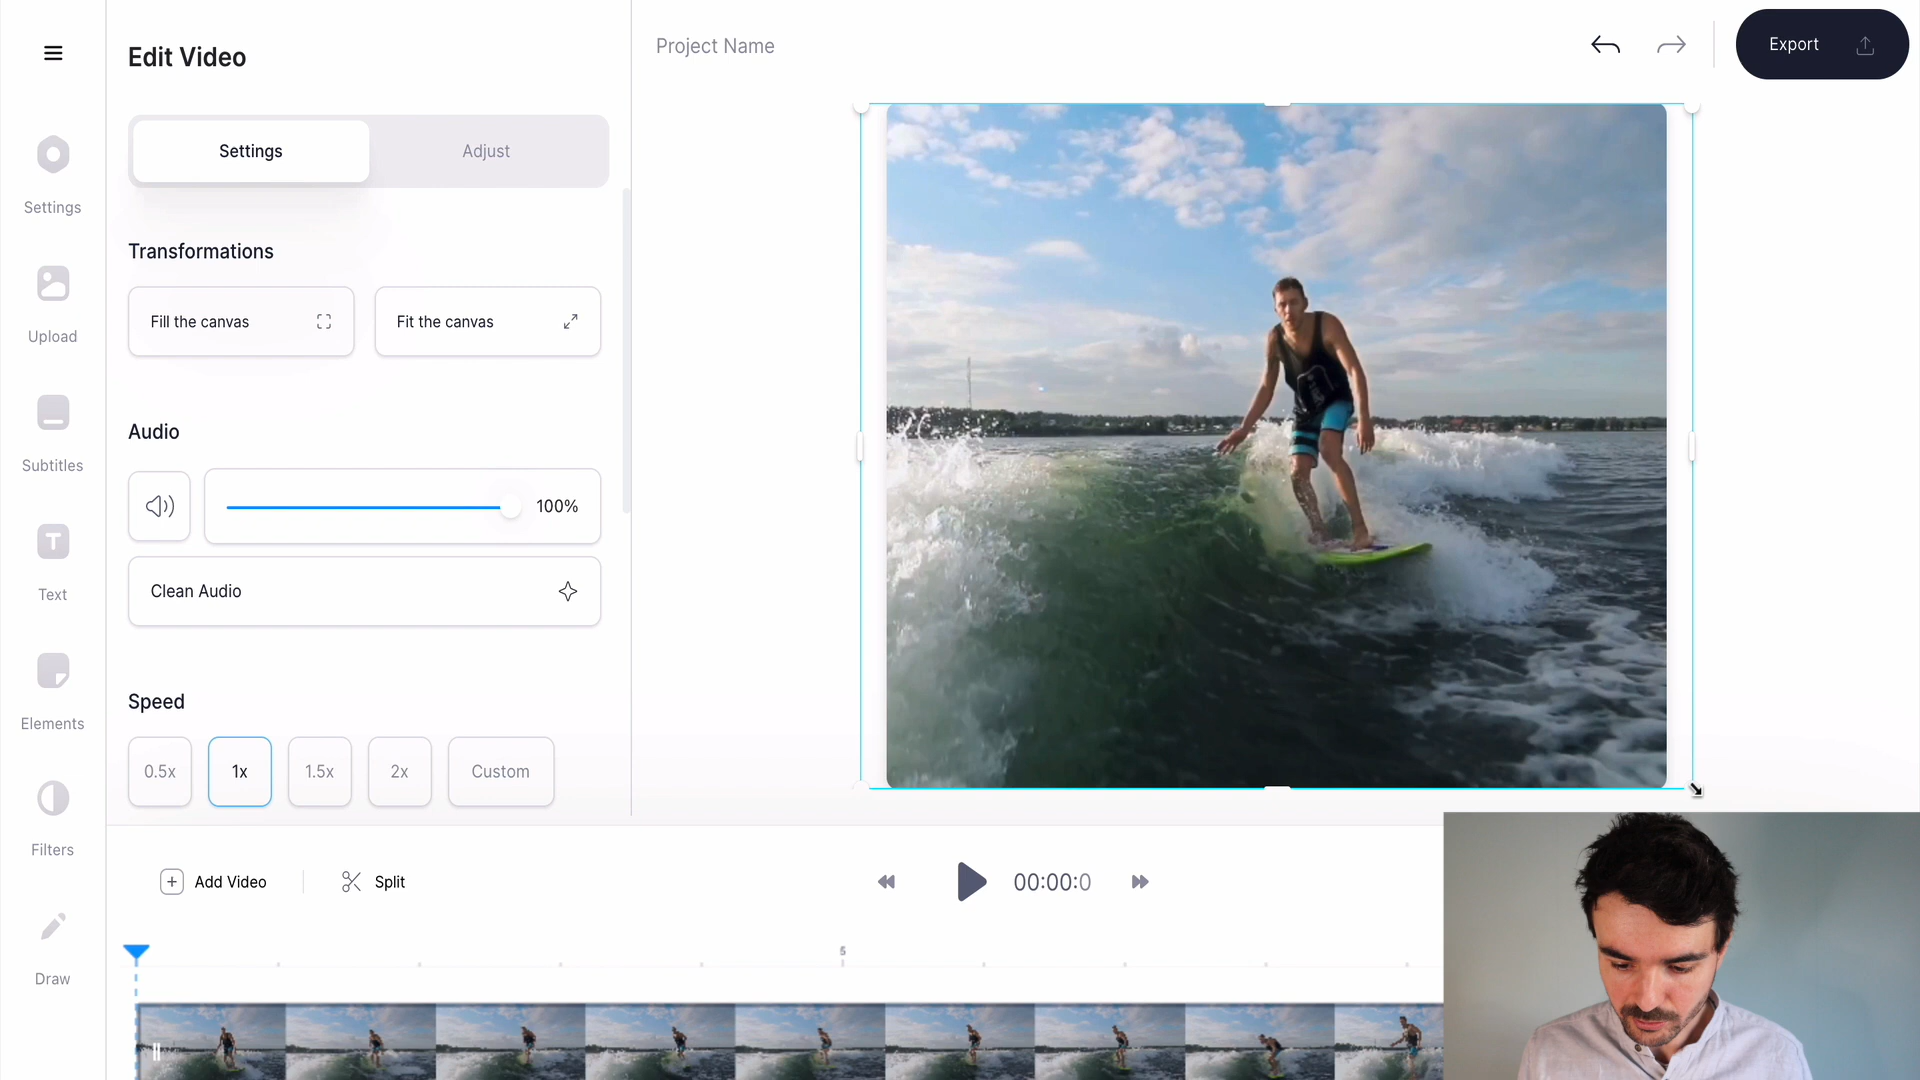 Edit Video
Project Name
Export
Settings
Adjust
Settings
Transformations
Fill the canvas
Fit the canvas
Upload
Audio
100%
Subtitles
Clean Audio
Text
Speed
Elements
0.5x
1x
1.5x
2x
Custom
Filters
Add Video
Split
00:00:0
5
Draw